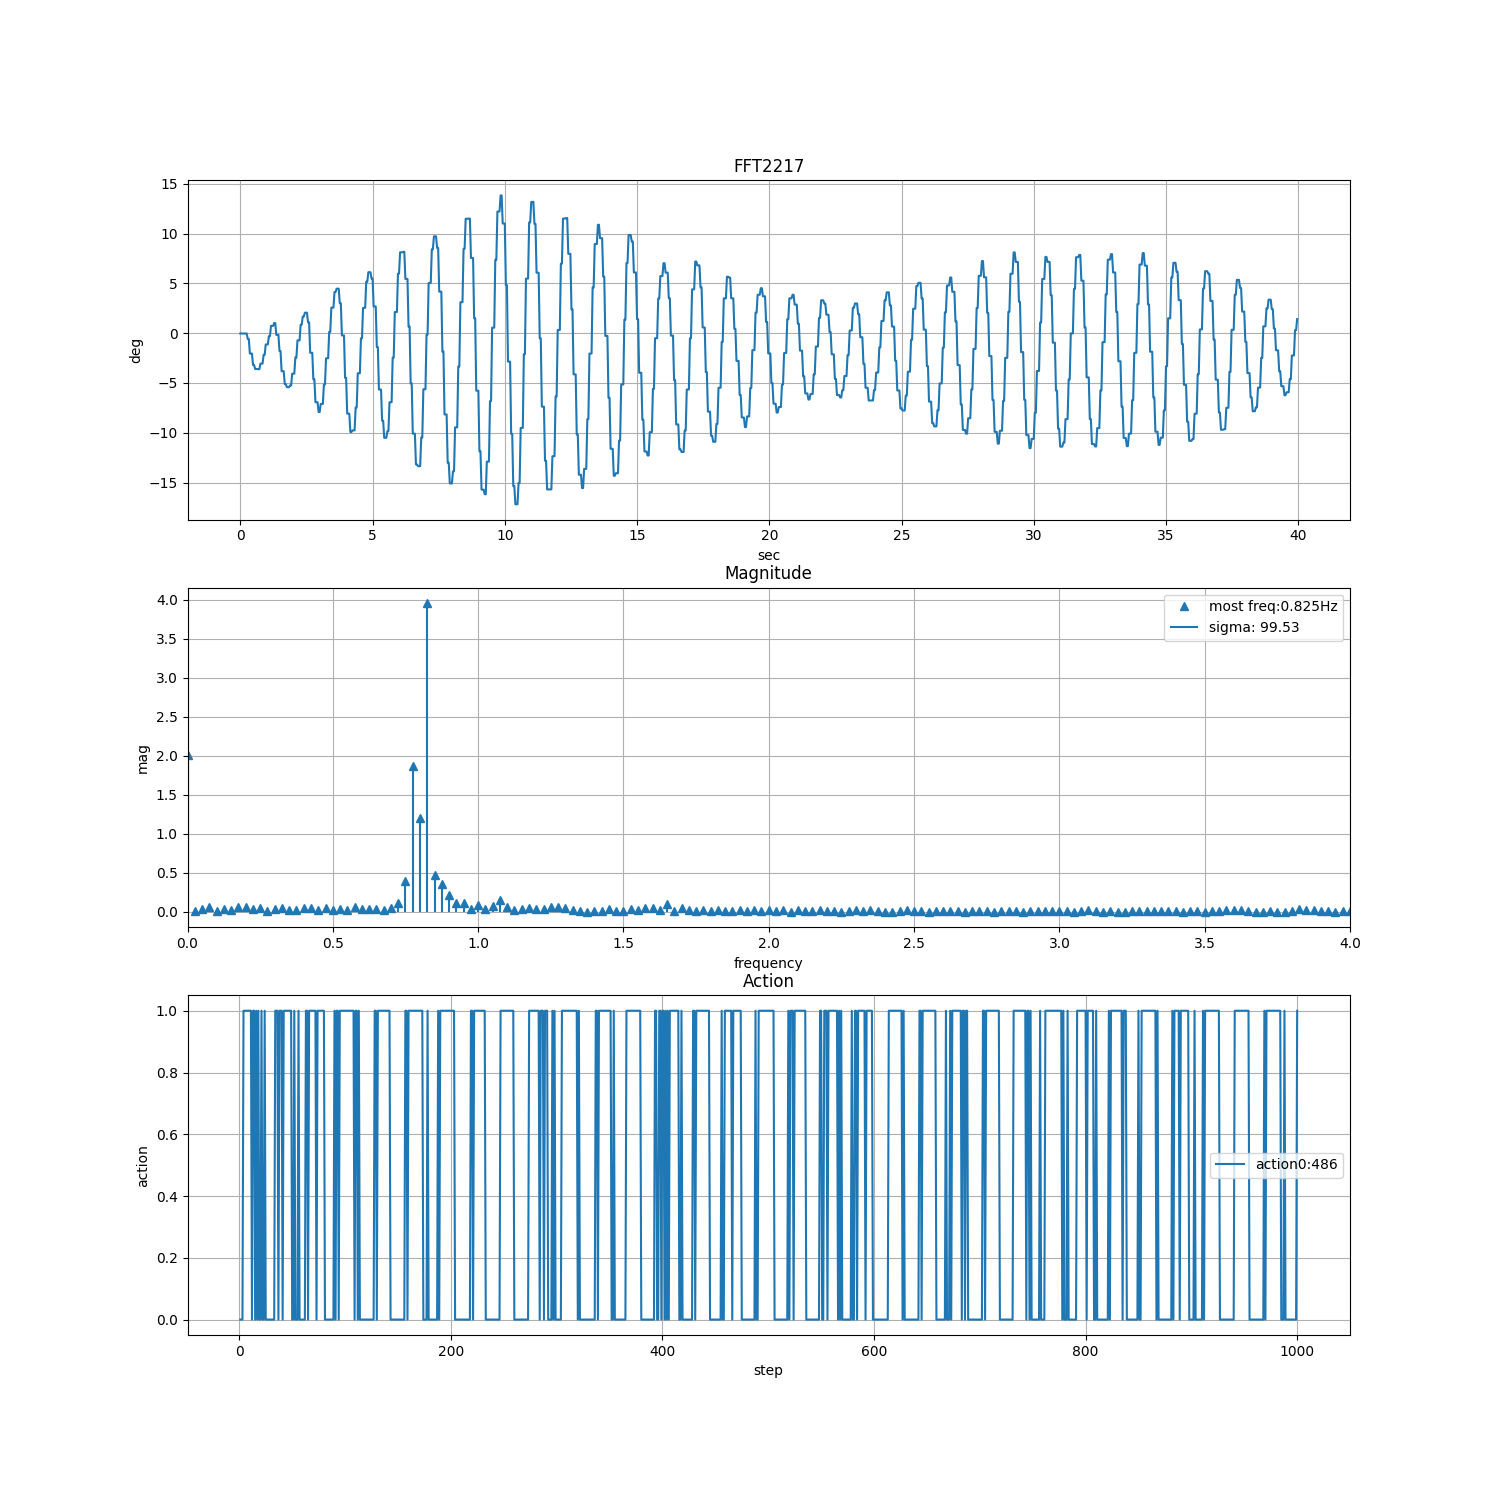 FFT2217
15
10
5
0
−5
−10
−15
deg
0 5 10 15 20 25 30 35 40
sec
Magnitude
4.0
3.5
3.0
2.5
2.0
1.5
1.0
0.5
0.0
mag
most freq:0.825Hz
sigma: 99.53
0.0 0.5 1.0 1.5 2.0 2.5 3.0 3.5 4.0
frequency
Action
1.0
0.8
0.6
0.4
0.2
0.0
action
action0:486
0 200 400 600 800 1000
step